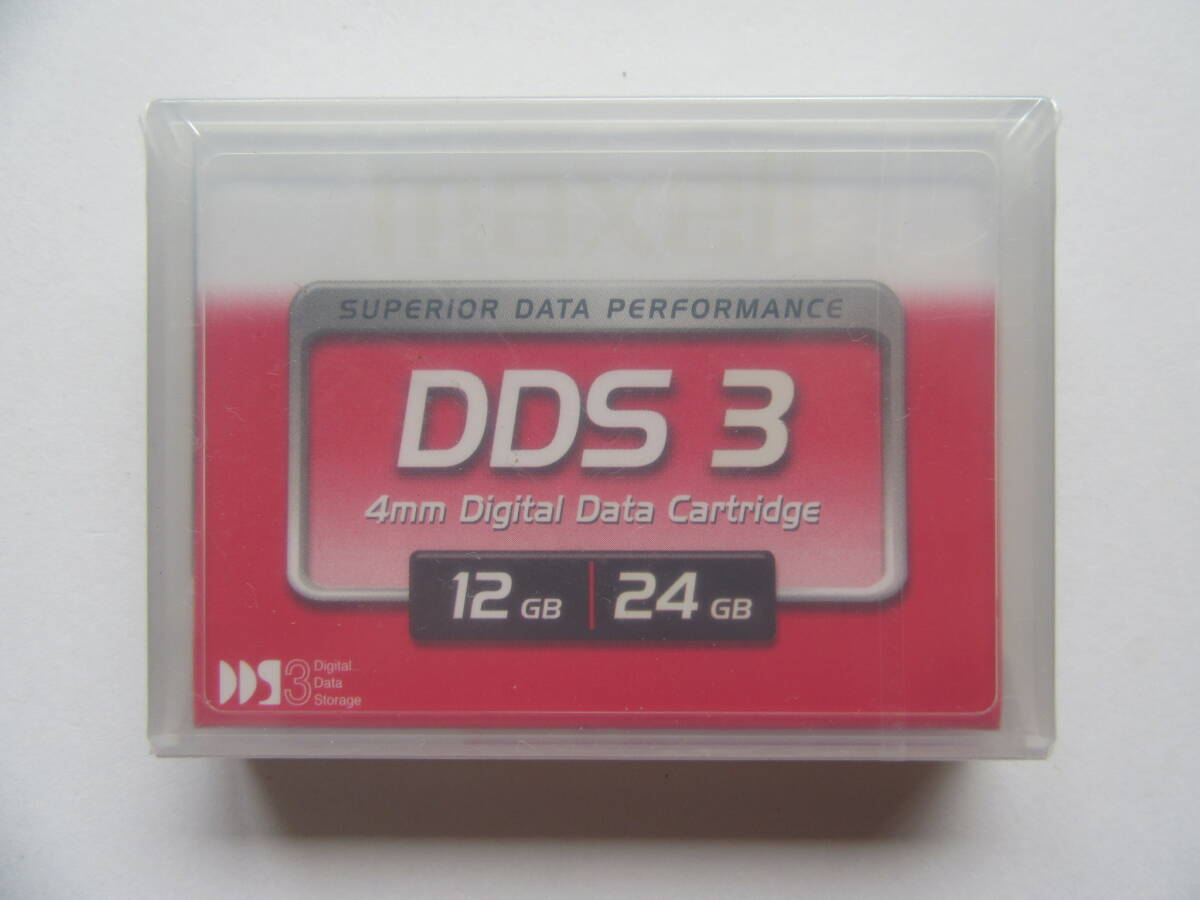 maxell
SUPERIOR DATA PERFORMANCE
DDS 3
4mm Digital Data Cartridge
12 GB | 24 GB
DDS3 Digital
Data
Storage